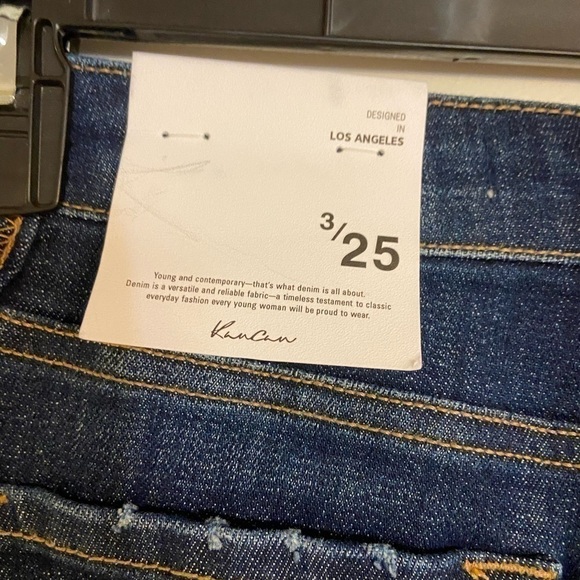 DESIGNED
IN
LOS ANGELES
3/25
Young and contemporary—that's what denim is all about.
Denim is a versatile and reliable fabric—a timeless testament to classic
everyday fashion every young woman will be proud to wear.
KanCan